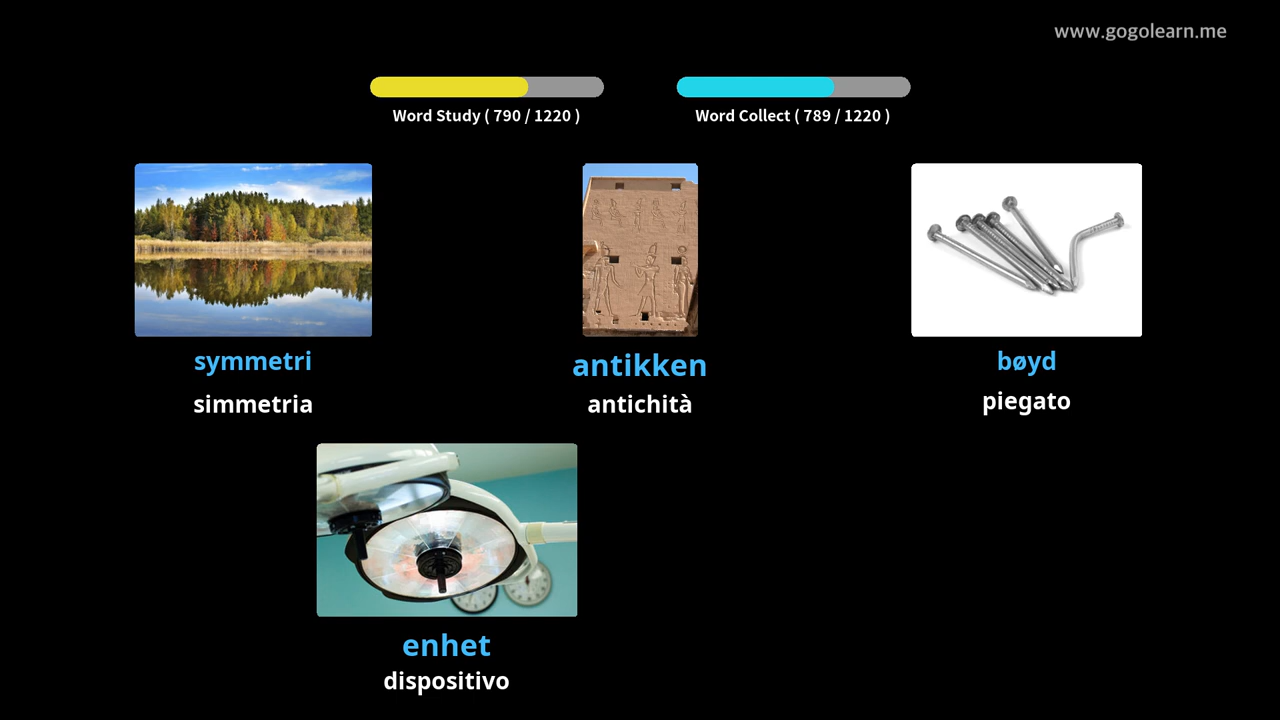 www.gogolearn.me
Word Study ( 790 / 1220 )
Word Collect ( 789 / 1220 )
symmetri
simmetria
antikken
antichità
bøyd
piegato
enhet
dispositivo